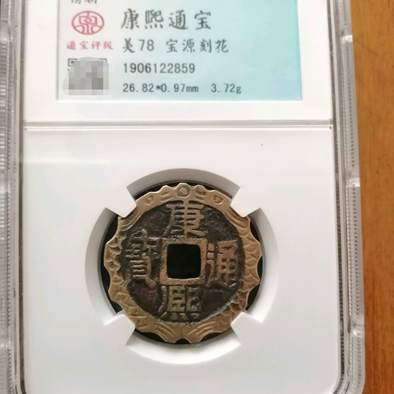 康熙通宝
美78 宝源刻花
1906122859
26.82*0.97mm 3.72g
通宝评级
康熙通寶